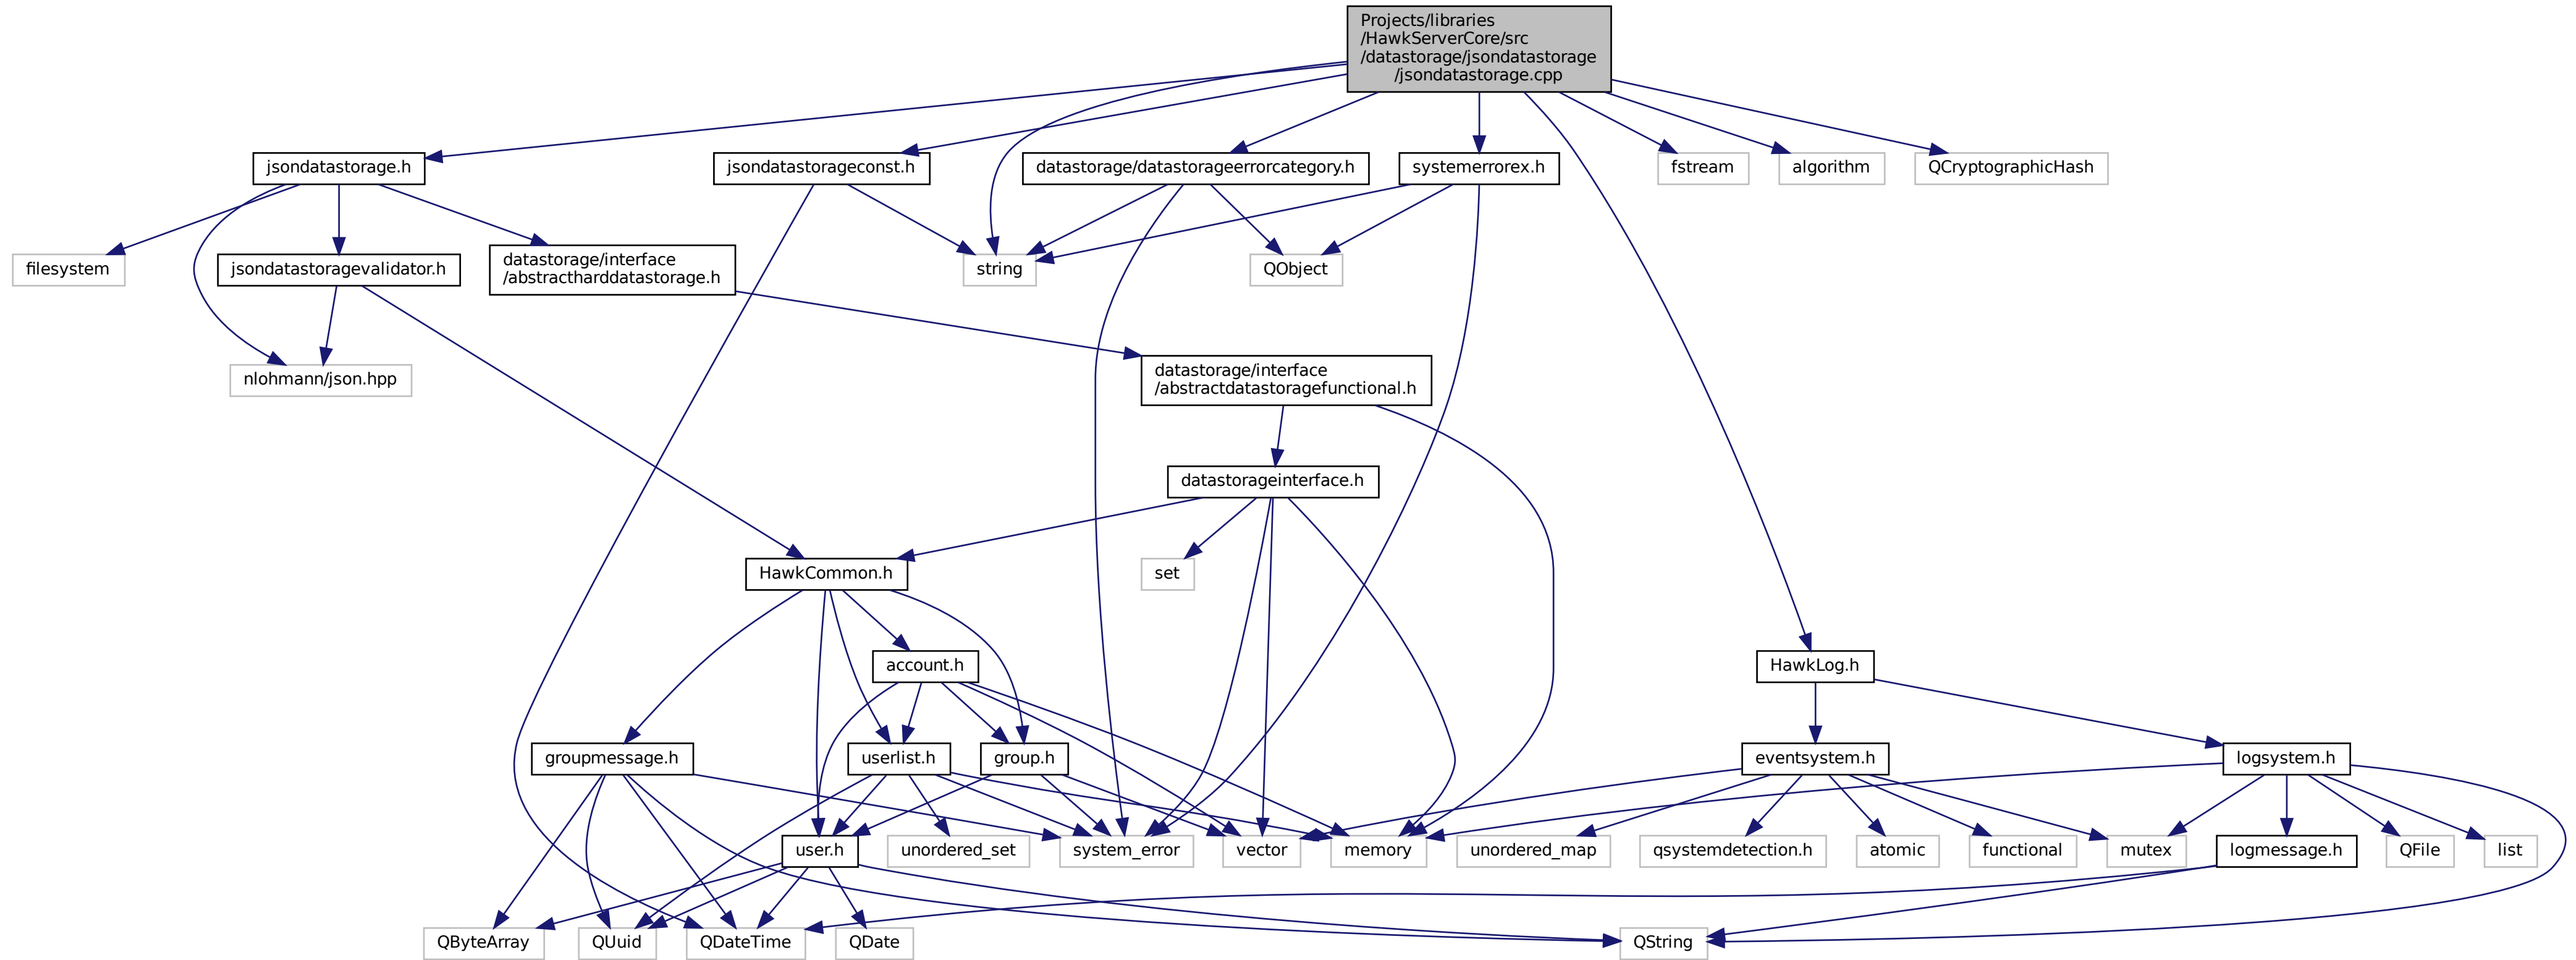 Projects/libraries
/HawkServerCore/src
/datastorage/jsondatastorage
/jsondatastorage.cpp
jsondatastorage.h
jsondatastorageconst.h
datastorage/datastorageerrorcategory.h
systemerrorex.h
fstream
algorithm
QCryptographicHash
filesystem
jsondatastoragevalidator.h
datastorage/interface
/abstractharddatastorage.h
string
QObject
nlohmann/json.hpp
datastorage/interface
/abstractdatastoragefunctional.h
datastorageinterface.h
HawkCommon.h
set
account.h
HawkLog.h
groupmessage.h
userlist.h
group.h
eventsystem.h
logsystem.h
user.h
unordered_set
system_error
vector
memory
unordered_map
qsystemdetection.h
atomic
functional
mutex
logmessage.h
QFile
list
QByteArray
QUuid
QDateTime
QDate
QString